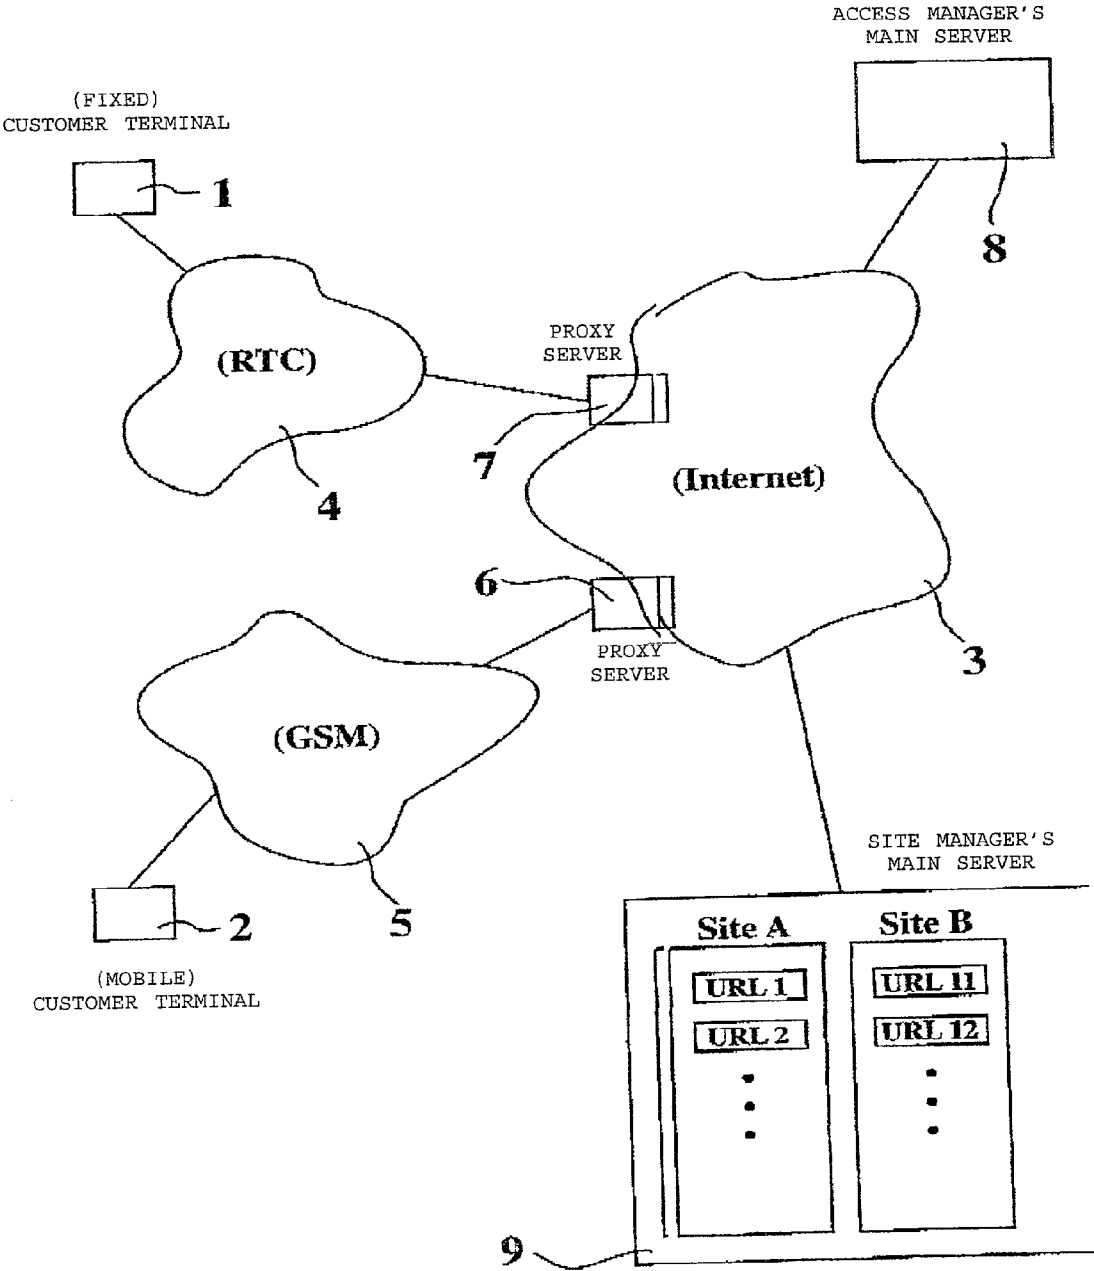 ACCESS MANAGER'S
MAIN SERVER
8
(FIXED)
CUSTOMER TERMINAL
1
(RTC)
4
PROXY
SERVER
7
(Internet)
3
6
PROXY
SERVER
(GSM)
5
2
(MOBILE)
CUSTOMER TERMINAL
SITE MANAGER'S
MAIN SERVER
Site A
URL 1
URL 2
Site B
URL 11
URL 12
9